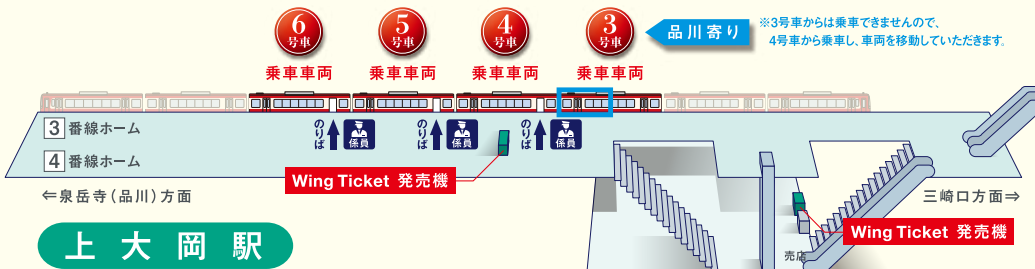 6号車
5号車
4号車
3号車
品川寄り
※3号車からは乗車できませんので、
4号車から乗車し、車両を移動していただきます。
乗車車両
乗車車両
乗車車両
乗車車両
3番線ホーム
4番線ホーム
のりば
係員
のりば
係員
のりば
係員
Wing Ticket 発売機
⇐泉岳寺(品川)方面
三崎口方面⇒
上大岡駅
Wing Ticket 発売機
売店